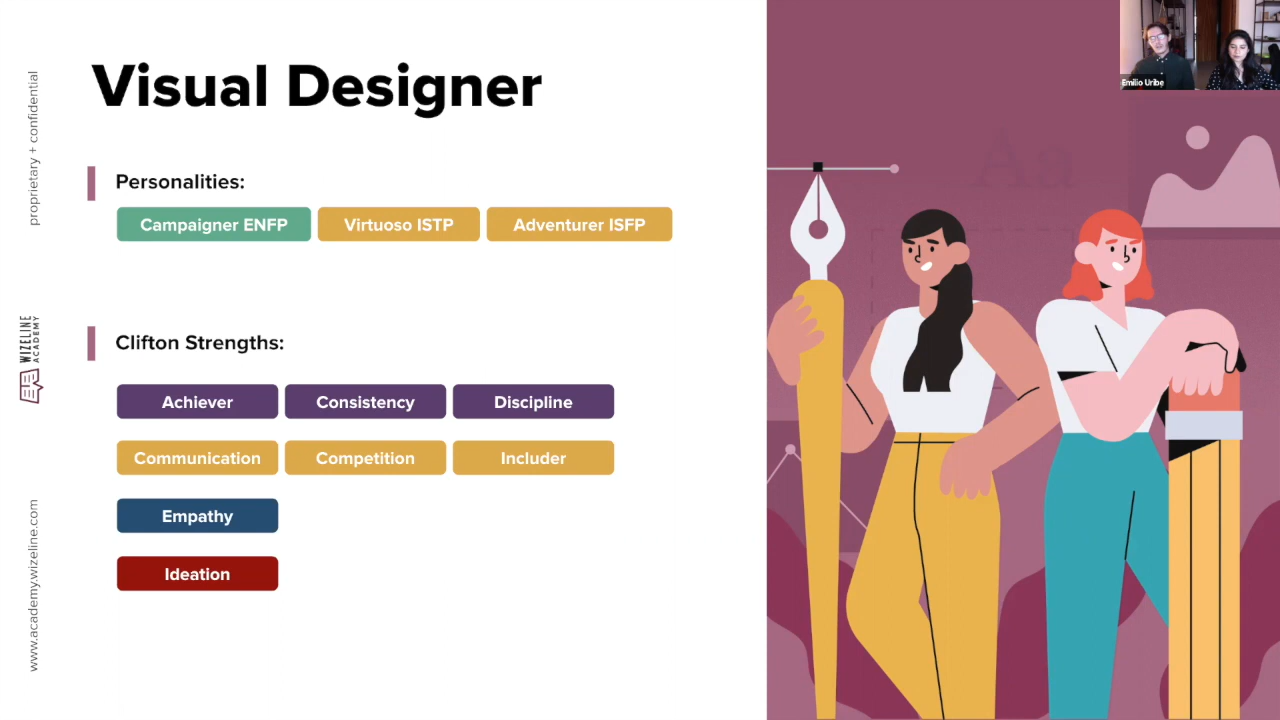 Visual Designer
Personalities:
Campaigner ENFP
Virtuoso ISTP
Adventurer ISFP
Clifton Strengths:
Achiever
Consistency
Discipline
Communication
Competition
Includer
Empathy
Ideation
proprietary + confidential
WIZELINE
ACADEMY
www.academy.wizeline.com
Aa
Emilio Uribe